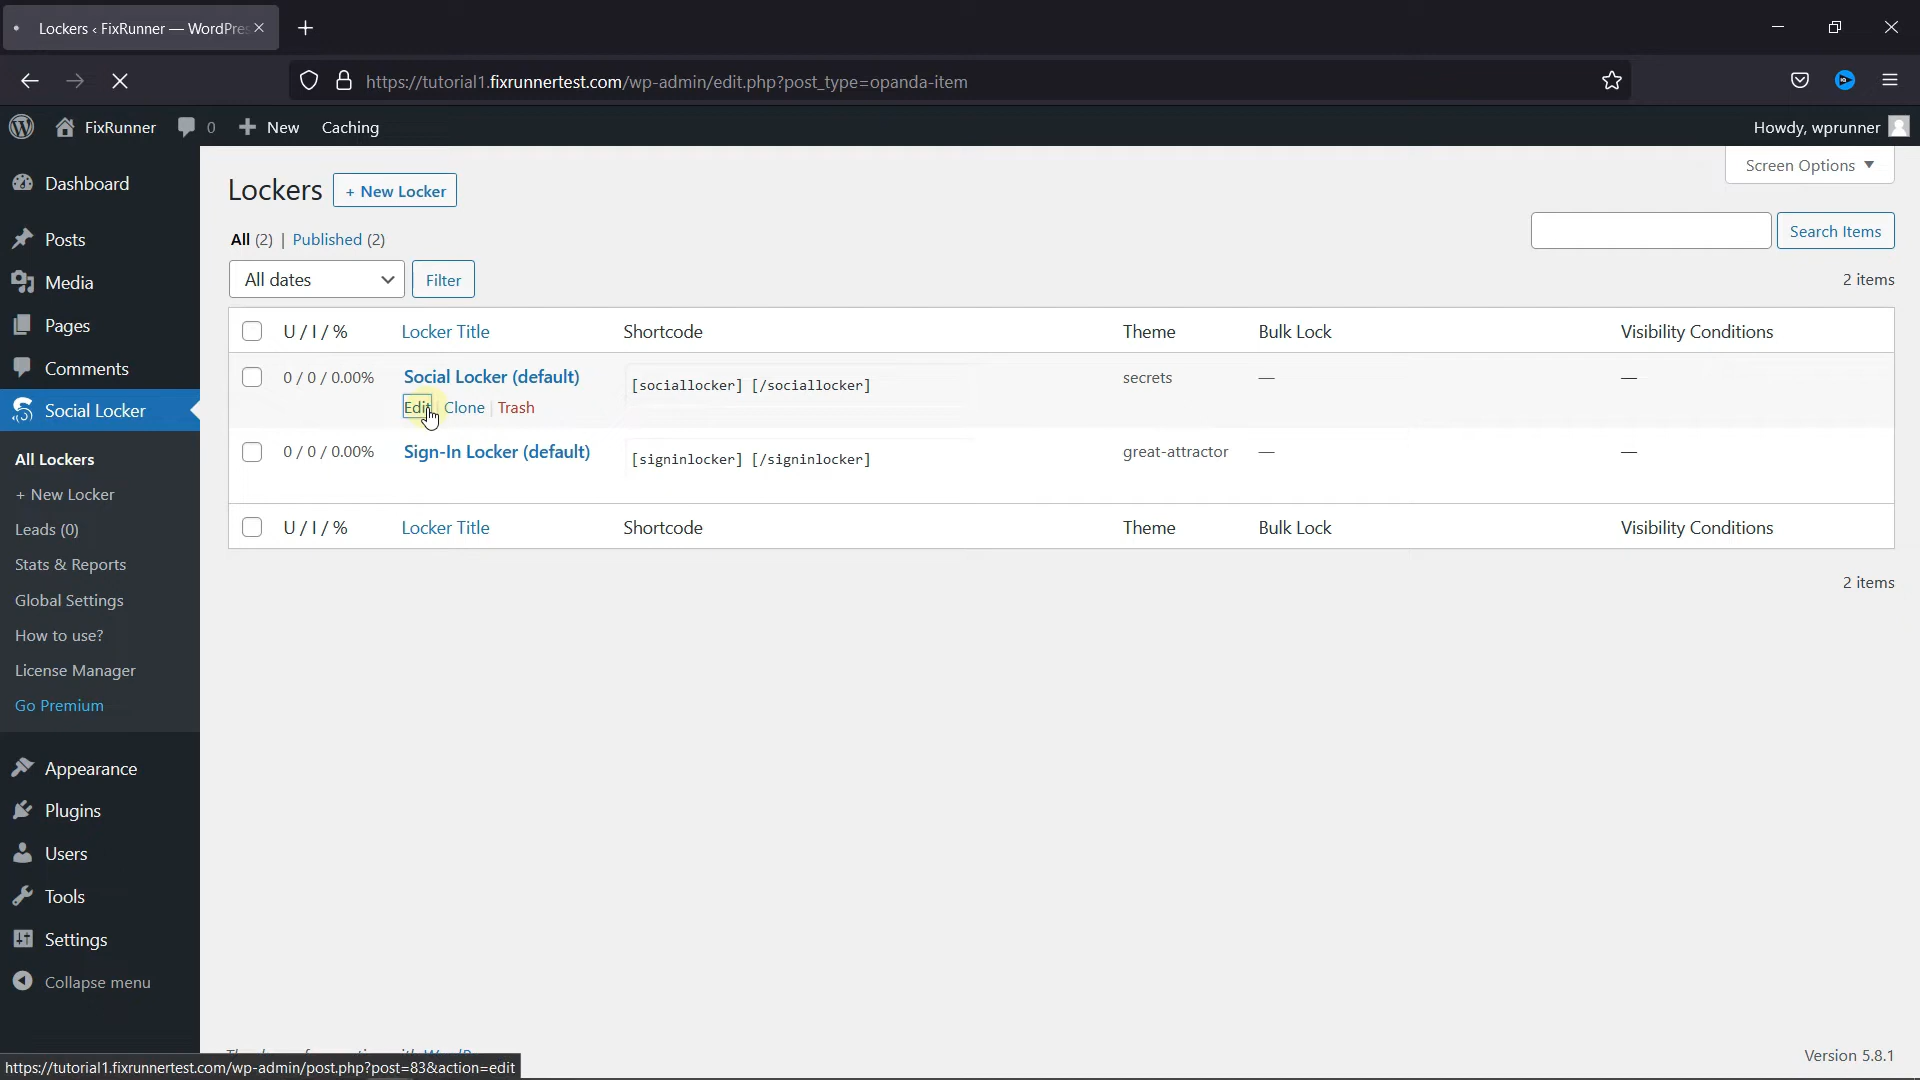 Lockers ‹ FixRunner — WordPres
https://tutorial1.fixrunnertest.com/wp-admin/edit.php?post_type=opanda-item
FixRunner 0 New Caching Howdy, wprunner
Screen Options
Dashboard
Posts
Media
Pages
Comments
Social Locker
All Lockers
+ New Locker
Leads (0)
Stats & Reports
Global Settings
How to use?
License Manager
Go Premium
Appearance
Plugins
Users
Tools
Settings
Collapse menu
Lockers + New Locker
All (2) | Published (2)
Search Items
All dates Filter
2 items
U / I / % Locker Title Shortcode Theme Bulk Lock Visibility Conditions
0 / 0 / 0.00% Social Locker (default) [sociallocker] [/sociallocker] secrets — —
Edit | Clone | Trash
0 / 0 / 0.00% Sign-In Locker (default) [signinlocker] [/signinlocker] great-attractor — —
U / I / % Locker Title Shortcode Theme Bulk Lock Visibility Conditions
2 items
Version 5.8.1
https://tutorial1.fixrunnertest.com/wp-admin/post.php?post=83&action=edit